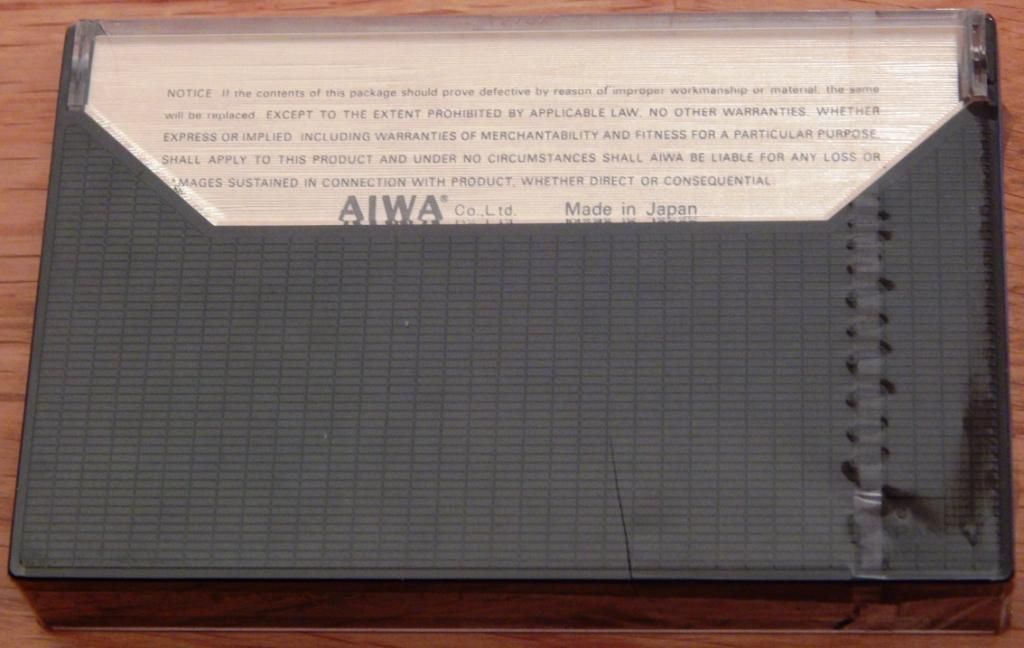 NOTICE If the contents of this package should prove defective by reason of improper workmanship or material, the same
will be replaced. EXCEPT TO THE EXTENT PROHIBITED BY APPLICABLE LAW, NO OTHER WARRANTIES, WHETHER
EXPRESS OR IMPLIED INCLUDING WARRANTIES OF MERCHANTABILITY AND FITNESS FOR A PARTICULAR PURPOSE,
SHALL APPLY TO THIS PRODUCT AND UNDER NO CIRCUMSTANCES SHALL AIWA BE LIABLE FOR ANY LOSS OR
AMAGES SUSTAINED IN CONNECTION WITH PRODUCT, WHETHER DIRECT OR CONSEQUENTIAL.
AIWA® Co.,Ltd. Made in Japan